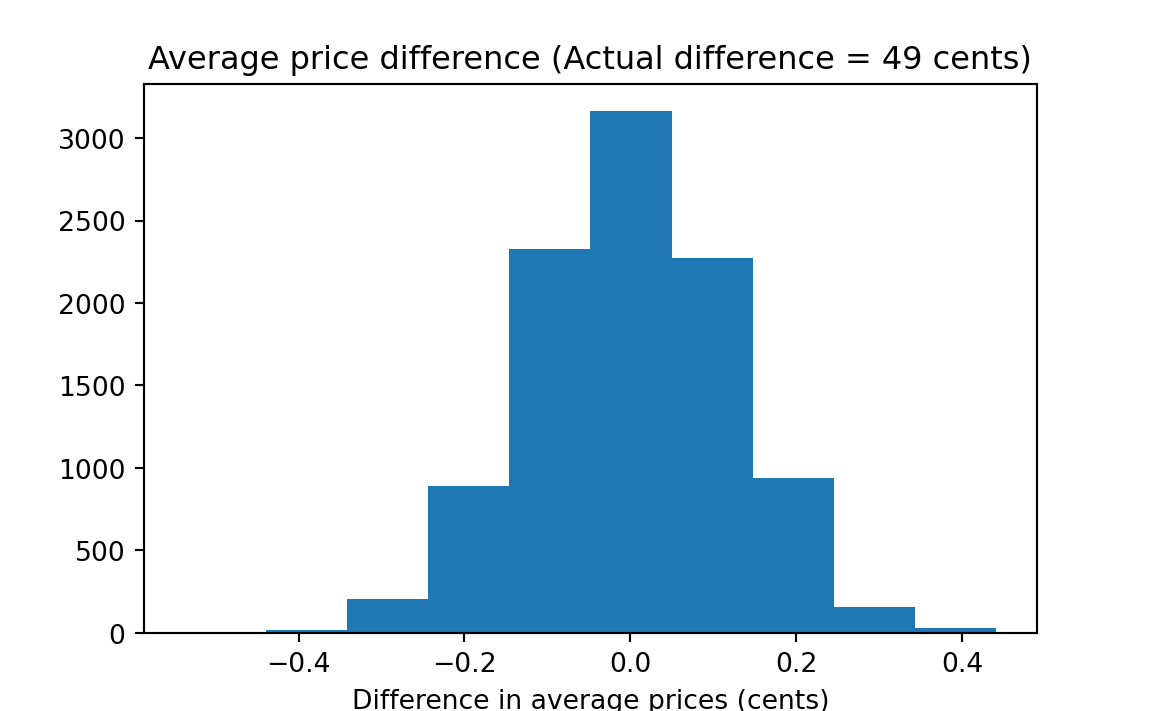 Average price difference (Actual difference = 49 cents)
3000
2500
2000
1500
1000
500
0
−0.4 −0.2 0.0 0.2 0.4
Difference in average prices (cents)